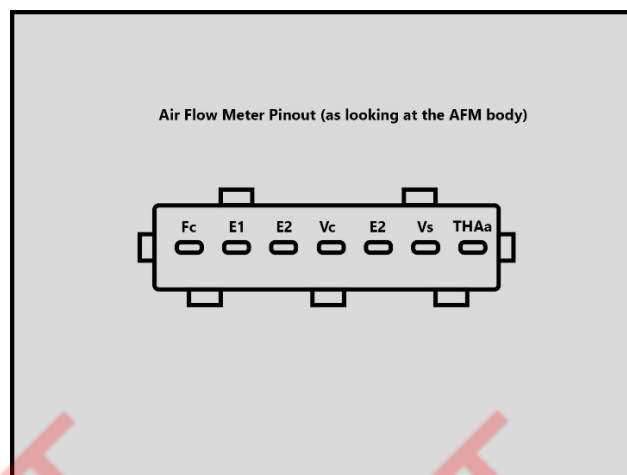 Air Flow Meter Pinout (as looking at the AFM body)
Fc E1 E2 Vc E2 Vs THAa